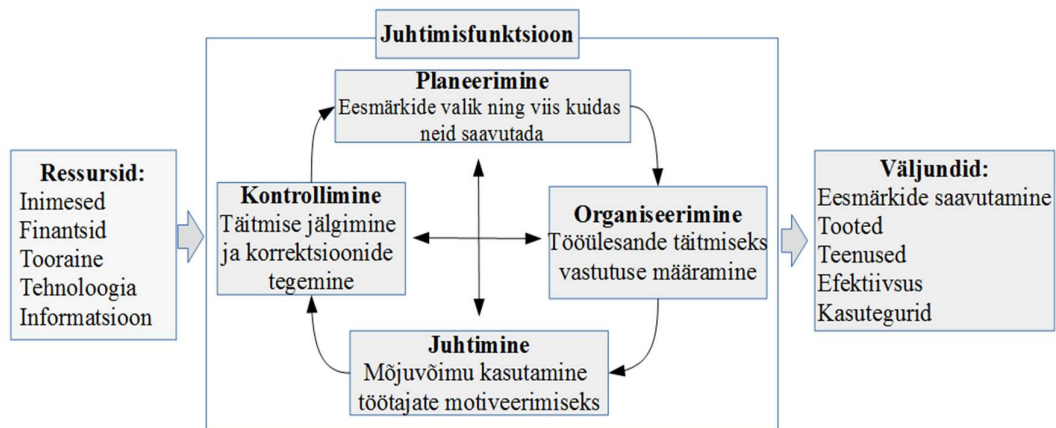 Juhtimisfunktsioon
Planeerimine
Eesmärkide valik ning viis kuidas
neid saavutada
Ressursid:
Inimesed
Finantsid
Tooraine
Tehnoloogia
Informatsioon
Kontrollimine
Täitmise jälgimine
ja korrektsioonide
tegemine
Organiseerimine
Tööülesande täitmiseks
vastutuse määramine
Juhtimine
Mõjuvõimu kasutamine
töötajate motiveerimiseks
Väljundid:
Eesmärkide saavutamine
Tooted
Teenused
Efektiivsus
Kasutegurid